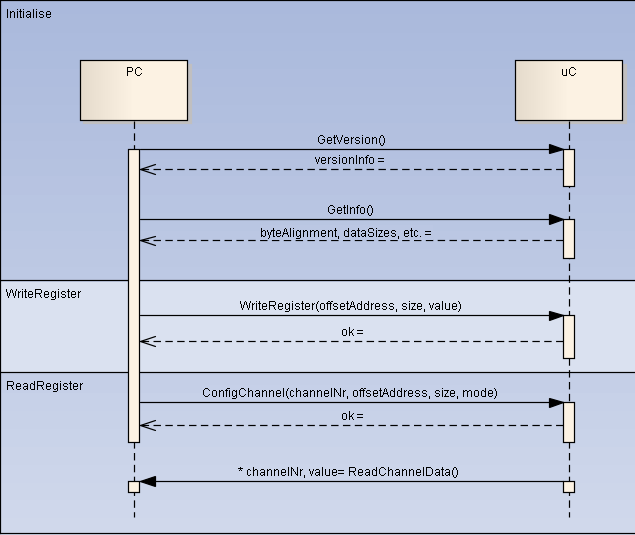 Initialise
PC
uC
GetVersion()
versionInfo =
GetInfo()
byteAlignment, dataSizes, etc. =
WriteRegister
WriteRegister(offsetAddress, size, value)
ok =
ReadRegister
ConfigChannel(channelNr, offsetAddress, size, mode)
ok =
* channelNr, value= ReadChannelData()